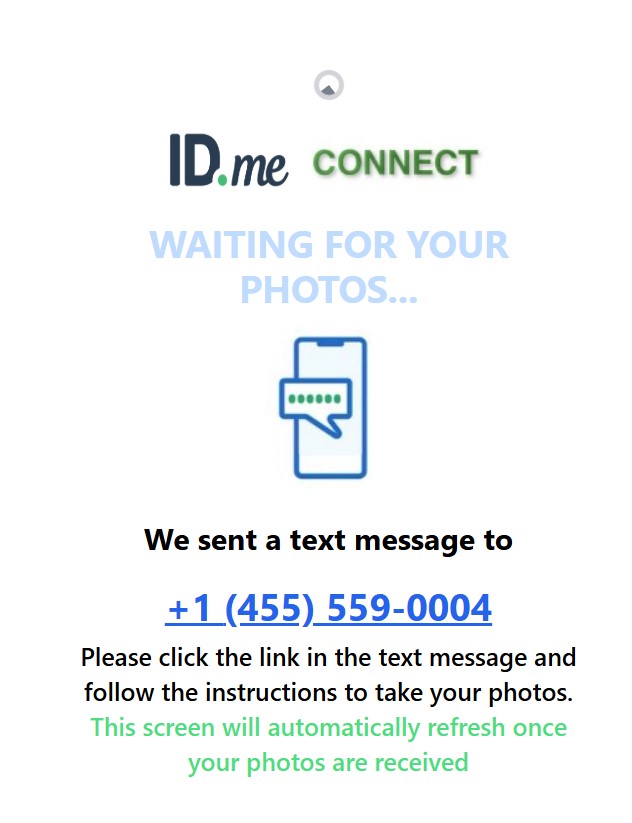 ID.me CONNECT
WAITING FOR YOUR
PHOTOS...
We sent a text message to
+1 (455) 559-0004
Please click the link in the text message and
follow the instructions to take your photos.
This screen will automatically refresh once
your photos are received